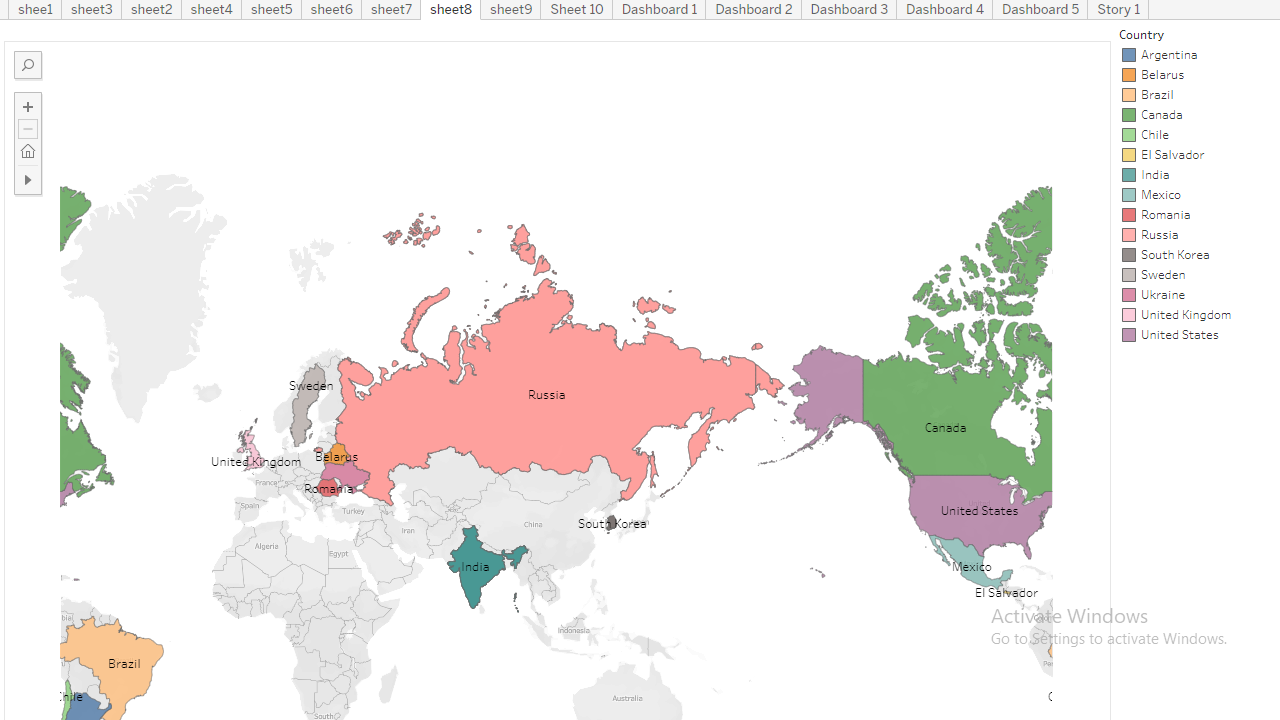 shee1 sheet3 sheet2 sheet4 sheet5 sheet6 sheet7 sheet8 sheet9 Sheet 10 Dashboard 1 Dashboard 2 Dashboard 3 Dashboard 4 Dashboard 5 Story 1
Country
Argentina
Belarus
Brazil
Canada
Chile
El Salvador
India
Mexico
Romania
Russia
South Korea
Sweden
Ukraine
United Kingdom
United States
Sweden
Russia
Canada
Belarus
United Kingdom
France
Romania
Spain
Turkey
United States
China
South Korea
Iran
Algeria
Egypt
India
Mexico
El Salvador
Activate Windows
Go to Settings to activate Windows.
Indonesia
Brazil
Chile
Australia
South